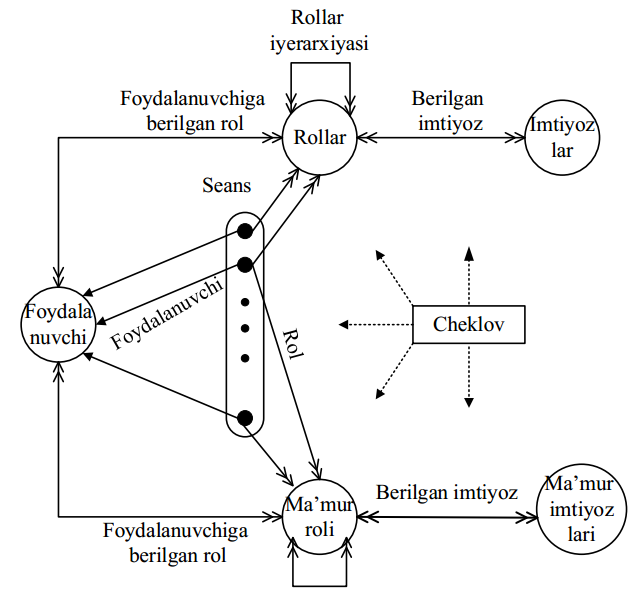 Rollar
iyerarxiyasi
Foydalanuvchiga
berilgan rol
Berilgan
imtiyoz
Rollar
Imtiyoz
lar
Seans
Foydala
nuvchi
Foydalanuvchi
Rol
Cheklov
Ma’mur
roli
Berilgan imtiyoz
Ma’mur
imtiyoz
lari
Foydalanuvchiga
berilgan rol